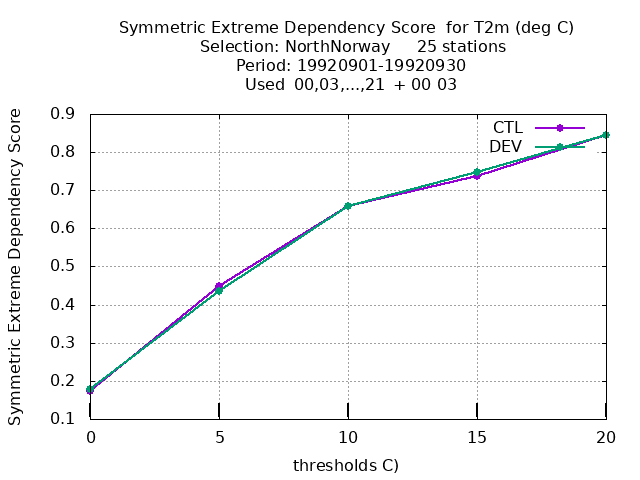 Symmetric Extreme Dependency Score  for T2m (deg C)
Selection: NorthNorway     25 stations
Period: 19920901-19920930
Used  00,03,...,21  + 00 03
Symmetric Extreme Dependency Score
0.9
0.8
0.7
0.6
0.5
0.4
0.3
0.2
0.1
CTL
DEV
0
5
10
15
20
thresholds C)